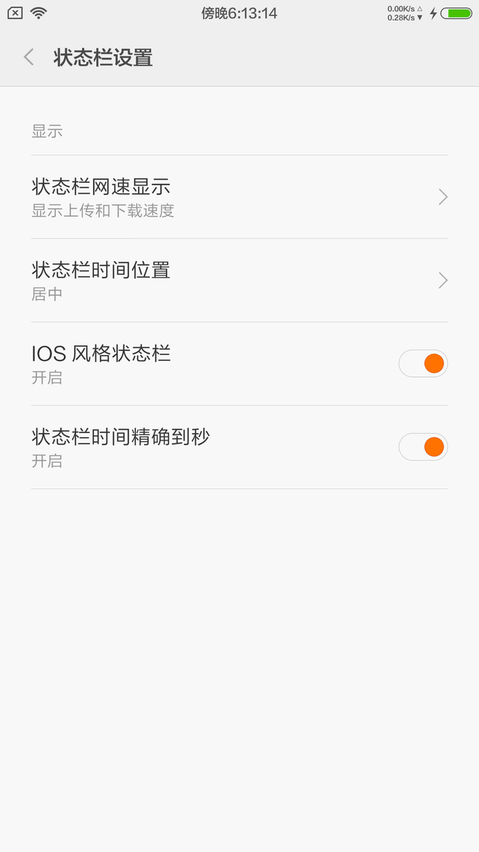 傍晚6:13:14
0.00K/s △
0.28K/s ▼
状态栏设置
显示
状态栏网速显示
显示上传和下载速度
状态栏时间位置
居中
IOS 风格状态栏
开启
状态栏时间精确到秒
开启